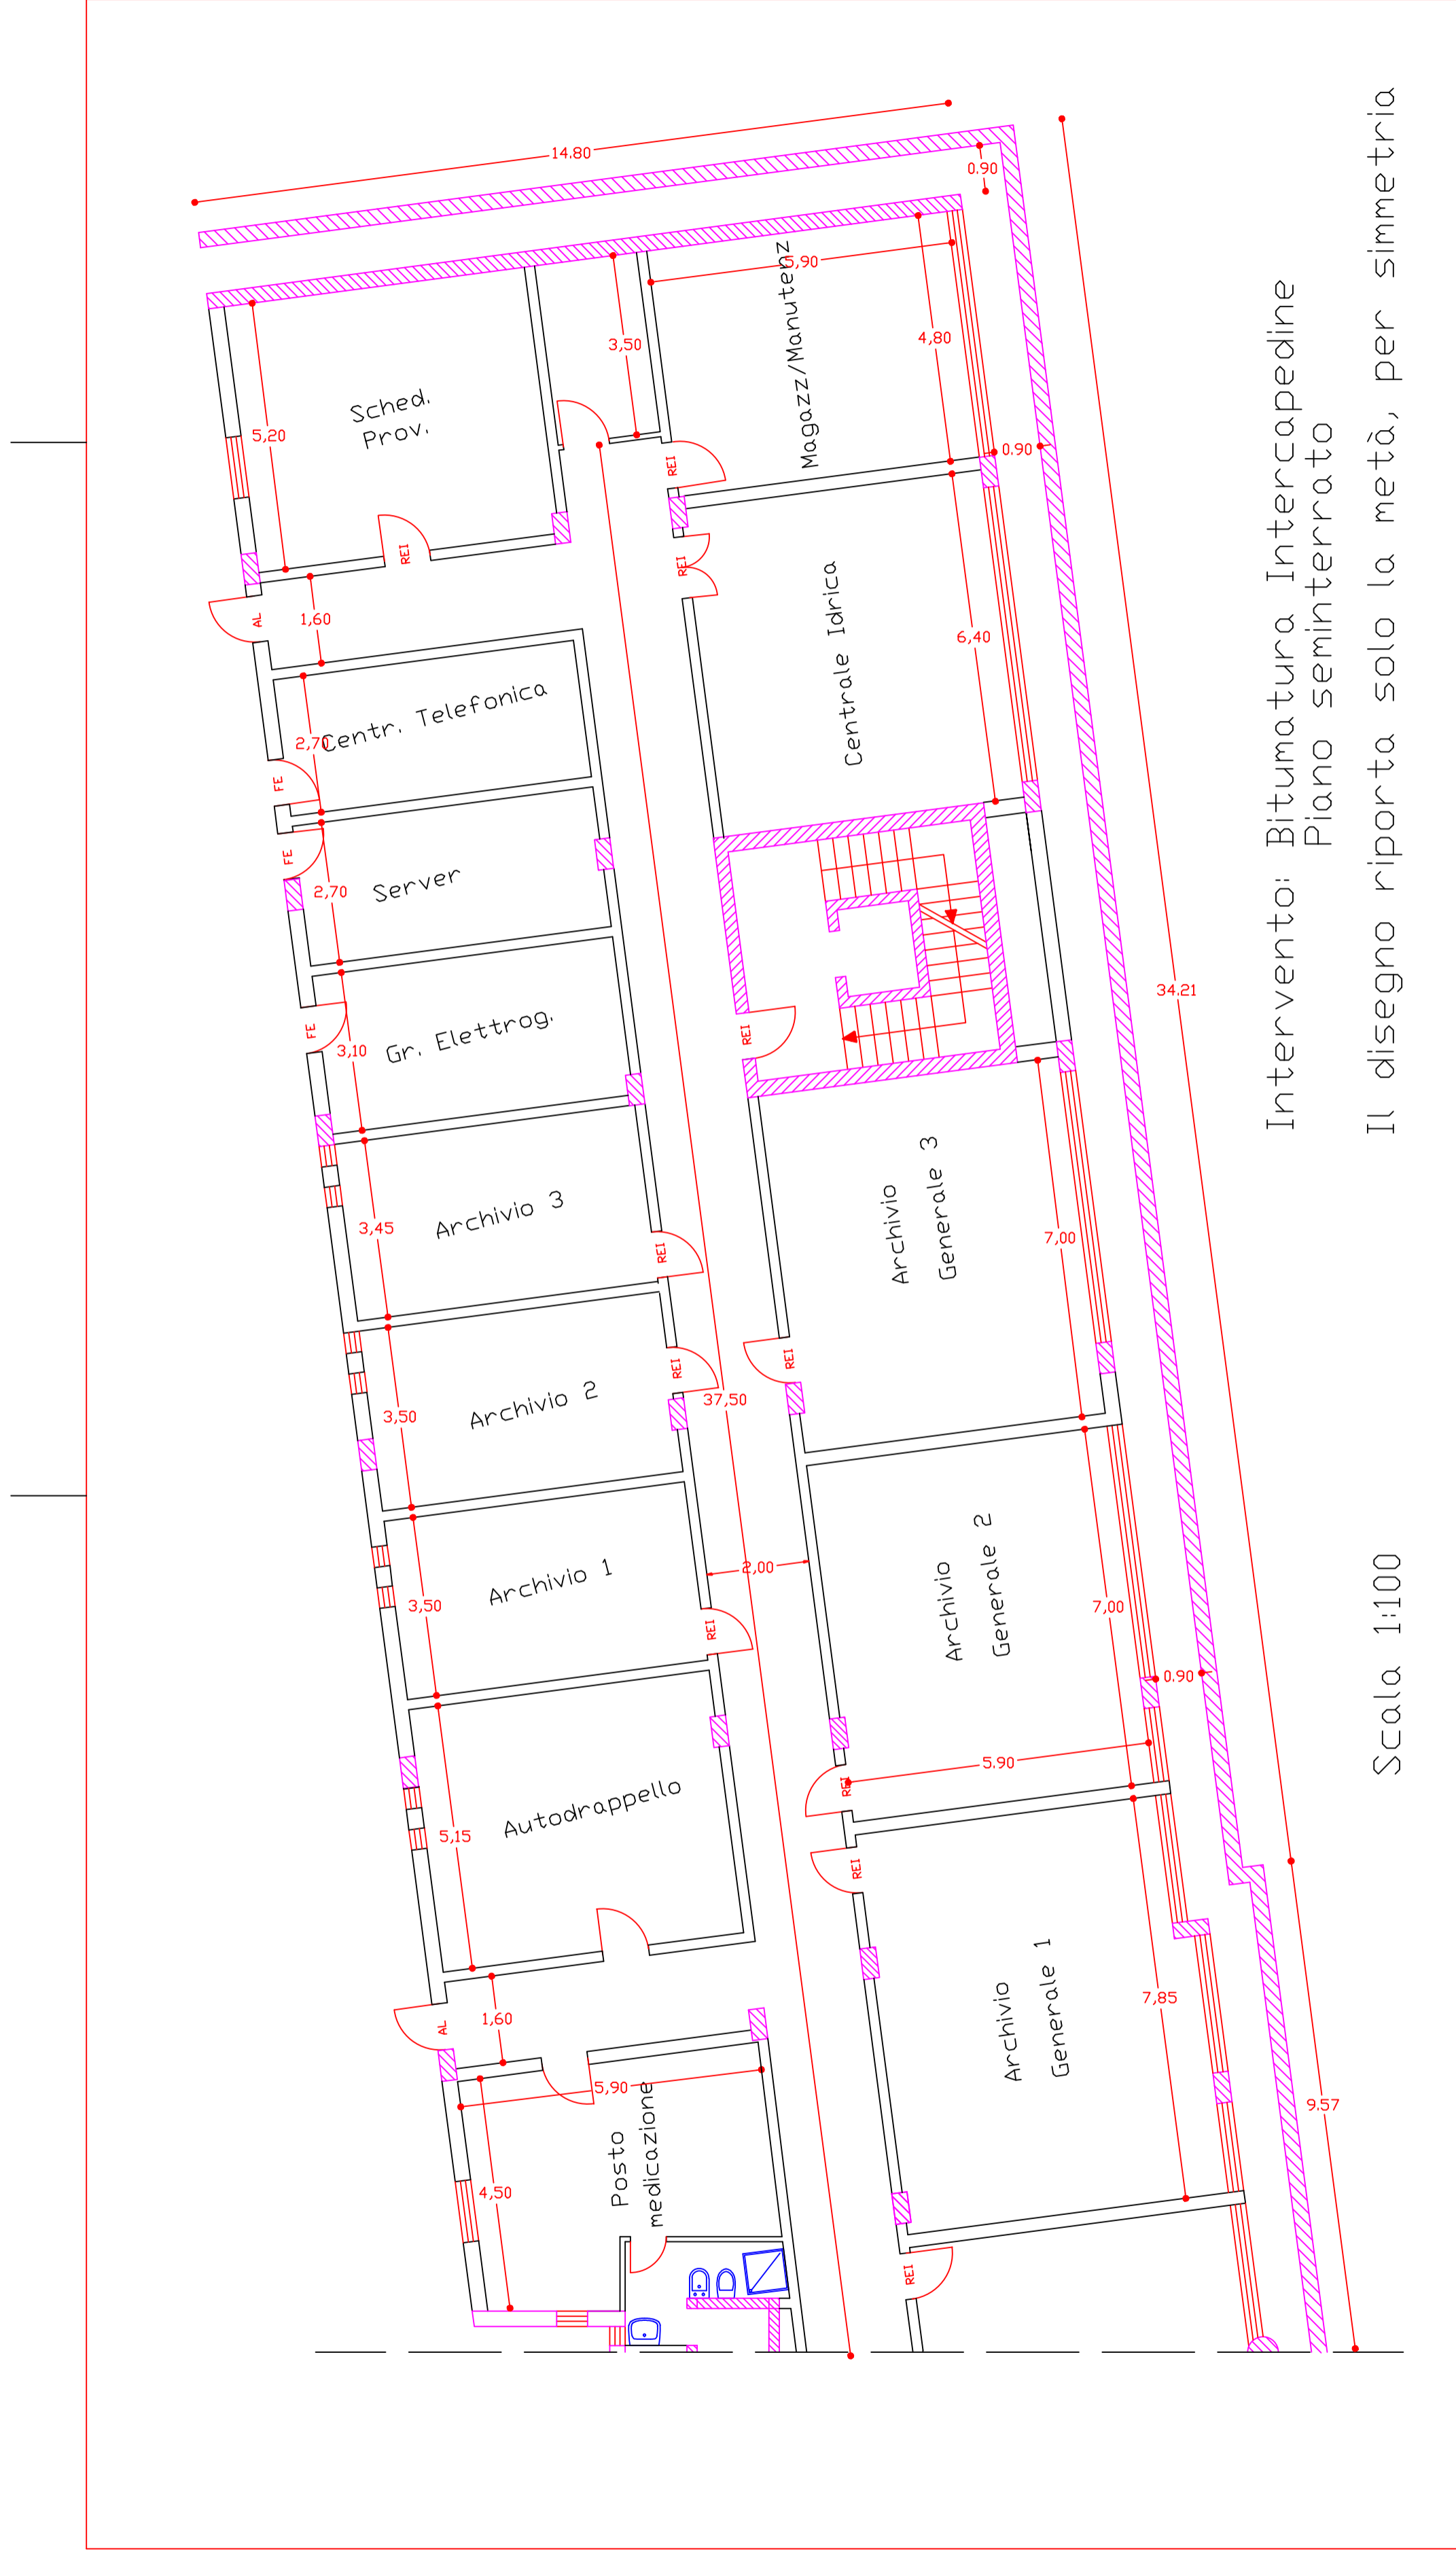 14.80
0.90
5,90
Magazz/Manutenz
4,80
3,50
Sched.
Prov.
5,20
REI
0.90
REI
REI
AL
1,60
Centrale Idrica
6,40
Centr. Telefonica
2,70
FE
FE
Server
2,70
34.21
REI
Gr. Elettrog.
FE
3,10
Archivio
Generale 3
7,00
Archivio 3
3,45
REI
REI
REI
37,50
Archivio 2
3,50
2,00
Archivio
Generale 2
7,00
Archivio 1
3,50
REI
0.90
5.90
REI
Autodrappello
5,15
REI
Archivio
Generale 1
7,85
AL
1,60
5,90
Posto
medicazione
4,50
9.57
REI
Intervento: Bitumatura Intercapedine
Piano seminterrato
Il disegno riporta solo la metà, per simmetria
Scala 1:100